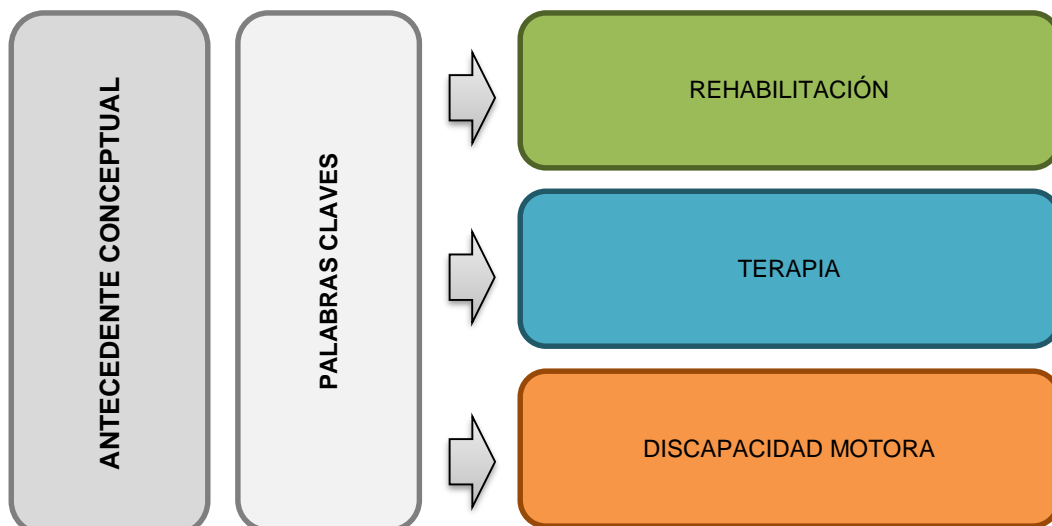 ANTECEDENTE CONCEPTUAL
PALABRAS CLAVES
REHABILITACIÓN
TERAPIA
DISCAPACIDAD MOTORA